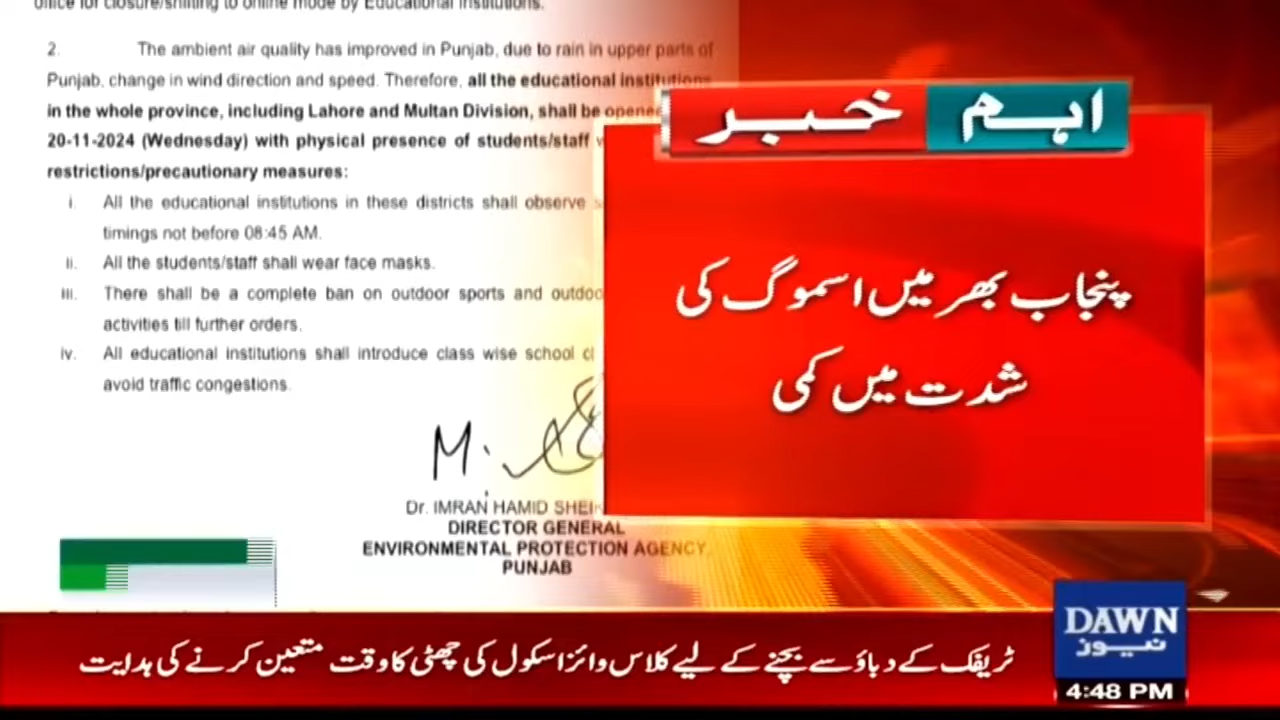 office for closure/shifting to online mode by Educational Institutions.
2. The ambient air quality has improved in Punjab, due to rain in upper parts of
Punjab, change in wind direction and speed. Therefore, all the educational institutions
in the whole province, including Lahore and Multan Division, shall be opened
20-11-2024 (Wednesday) with physical presence of students/staff
restrictions/precautionary measures:
i. All the educational institutions in these districts shall observe
timings not before 08:45 AM.
ii. All the students/staff shall wear face masks.
iii. There shall be a complete ban on outdoor sports and outdoo
activities till further orders.
iv. All educational institutions shall introduce class wise school cl
avoid traffic congestions.
Dr. IMRAN HAMID SHEI
DIRECTOR GENERAL
ENVIRONMENTAL PROTECTION AGENCY
PUNJAB
اہم خبر
پنجاب بھر میں اسموگ کی
شدت میں کمی
ٹریفک کے دباؤ سے بچنے کے لیے کلاس وائز اسکول کی چھٹی کا وقت متعین کرنے کی ہدایت
DAWN
نیوز
4:48 PM